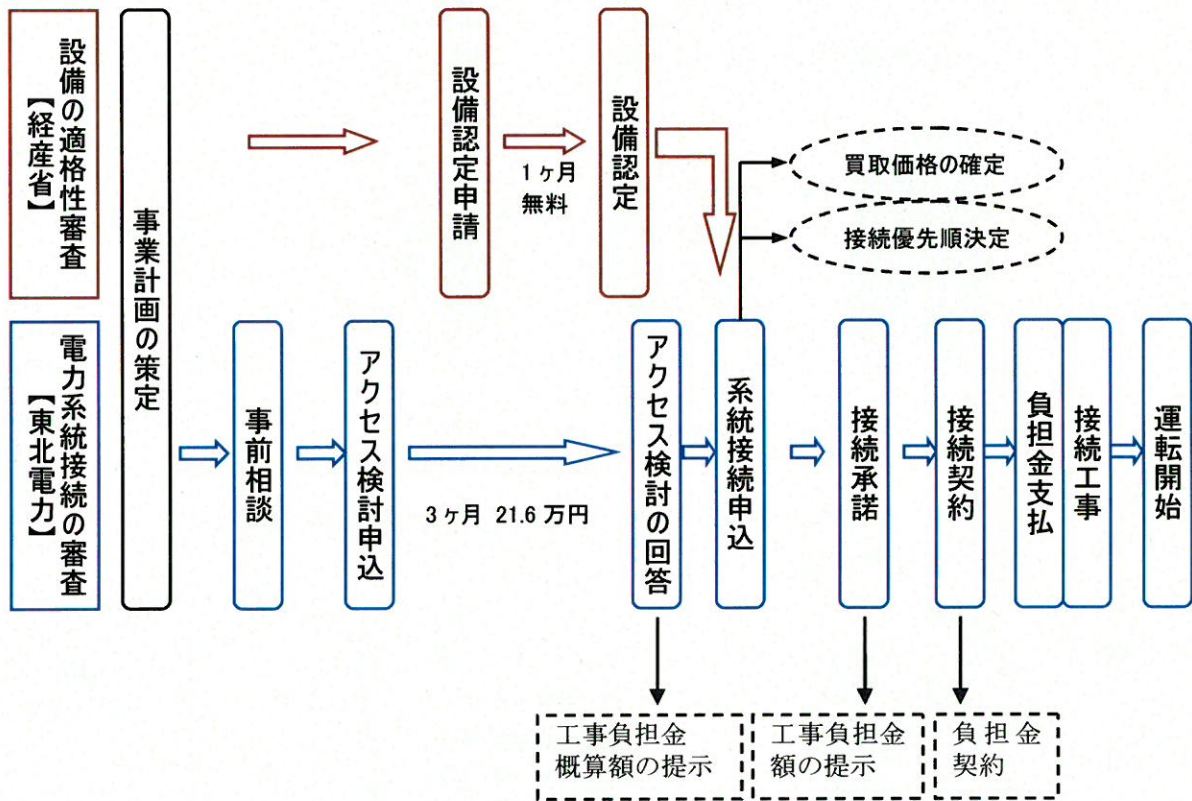 設備の適格性審査
【経産省】
事業計画の策定
設備認定申請
1ヶ月
無料
設備認定
買取価格の確定
接続優先順決定
電力系統接続の審査
【東北電力】
事前相談
アクセス検討申込
3ヶ月 21.6 万円
アクセス検討の回答
系統接続申込
接続承諾
接続契約
負担金支払
接続工事
運転開始
工事負担金
概算額の提示
工事負担金
額の提示
負担金
契約